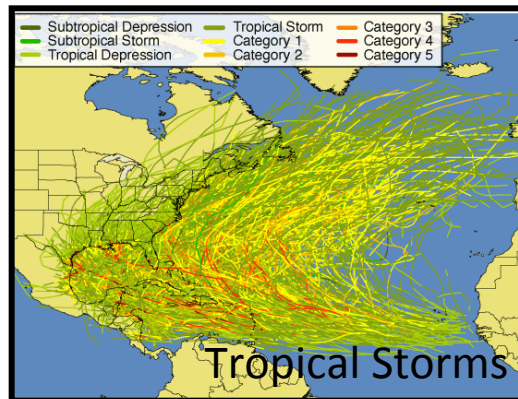 Subtropical Depression Tropical Storm Category 3
Subtropical Storm Category 1 Category 4
Tropical Depression Category 2 Category 5
Tropical Storms